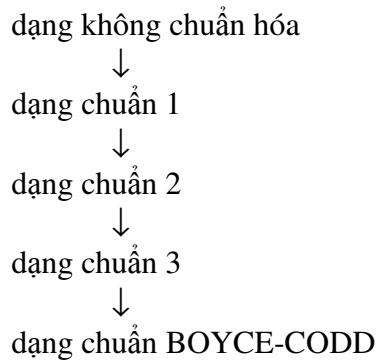 dạng không chuẩn hóa
↓
dạng chuẩn 1
↓
dạng chuẩn 2
↓
dạng chuẩn 3
↓
dạng chuẩn BOYCE-CODD